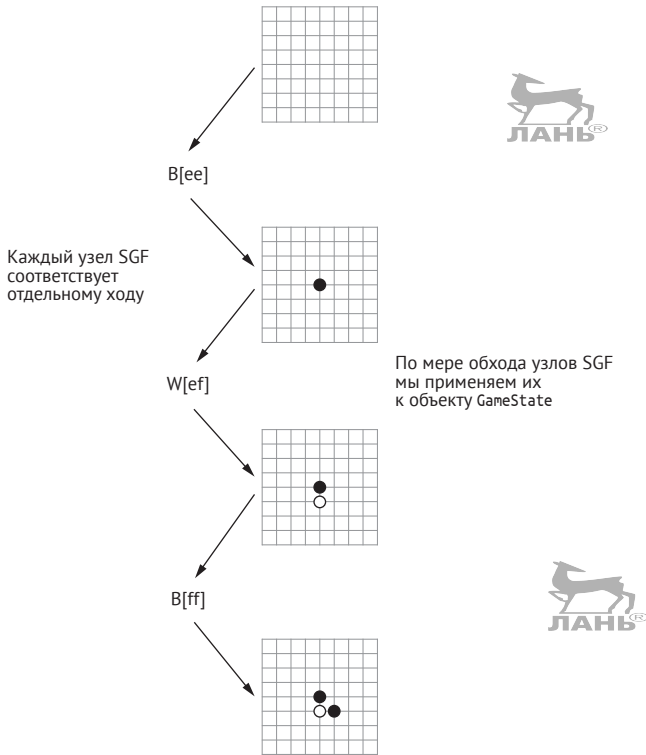 ЛАНЬ®
B[ee]
Каждый узел SGF
соответствует
отдельному ходу
По мере обхода узлов SGF
мы применяем их
к объекту GameState
W[ef]
B[ff]
ЛАНЬ®